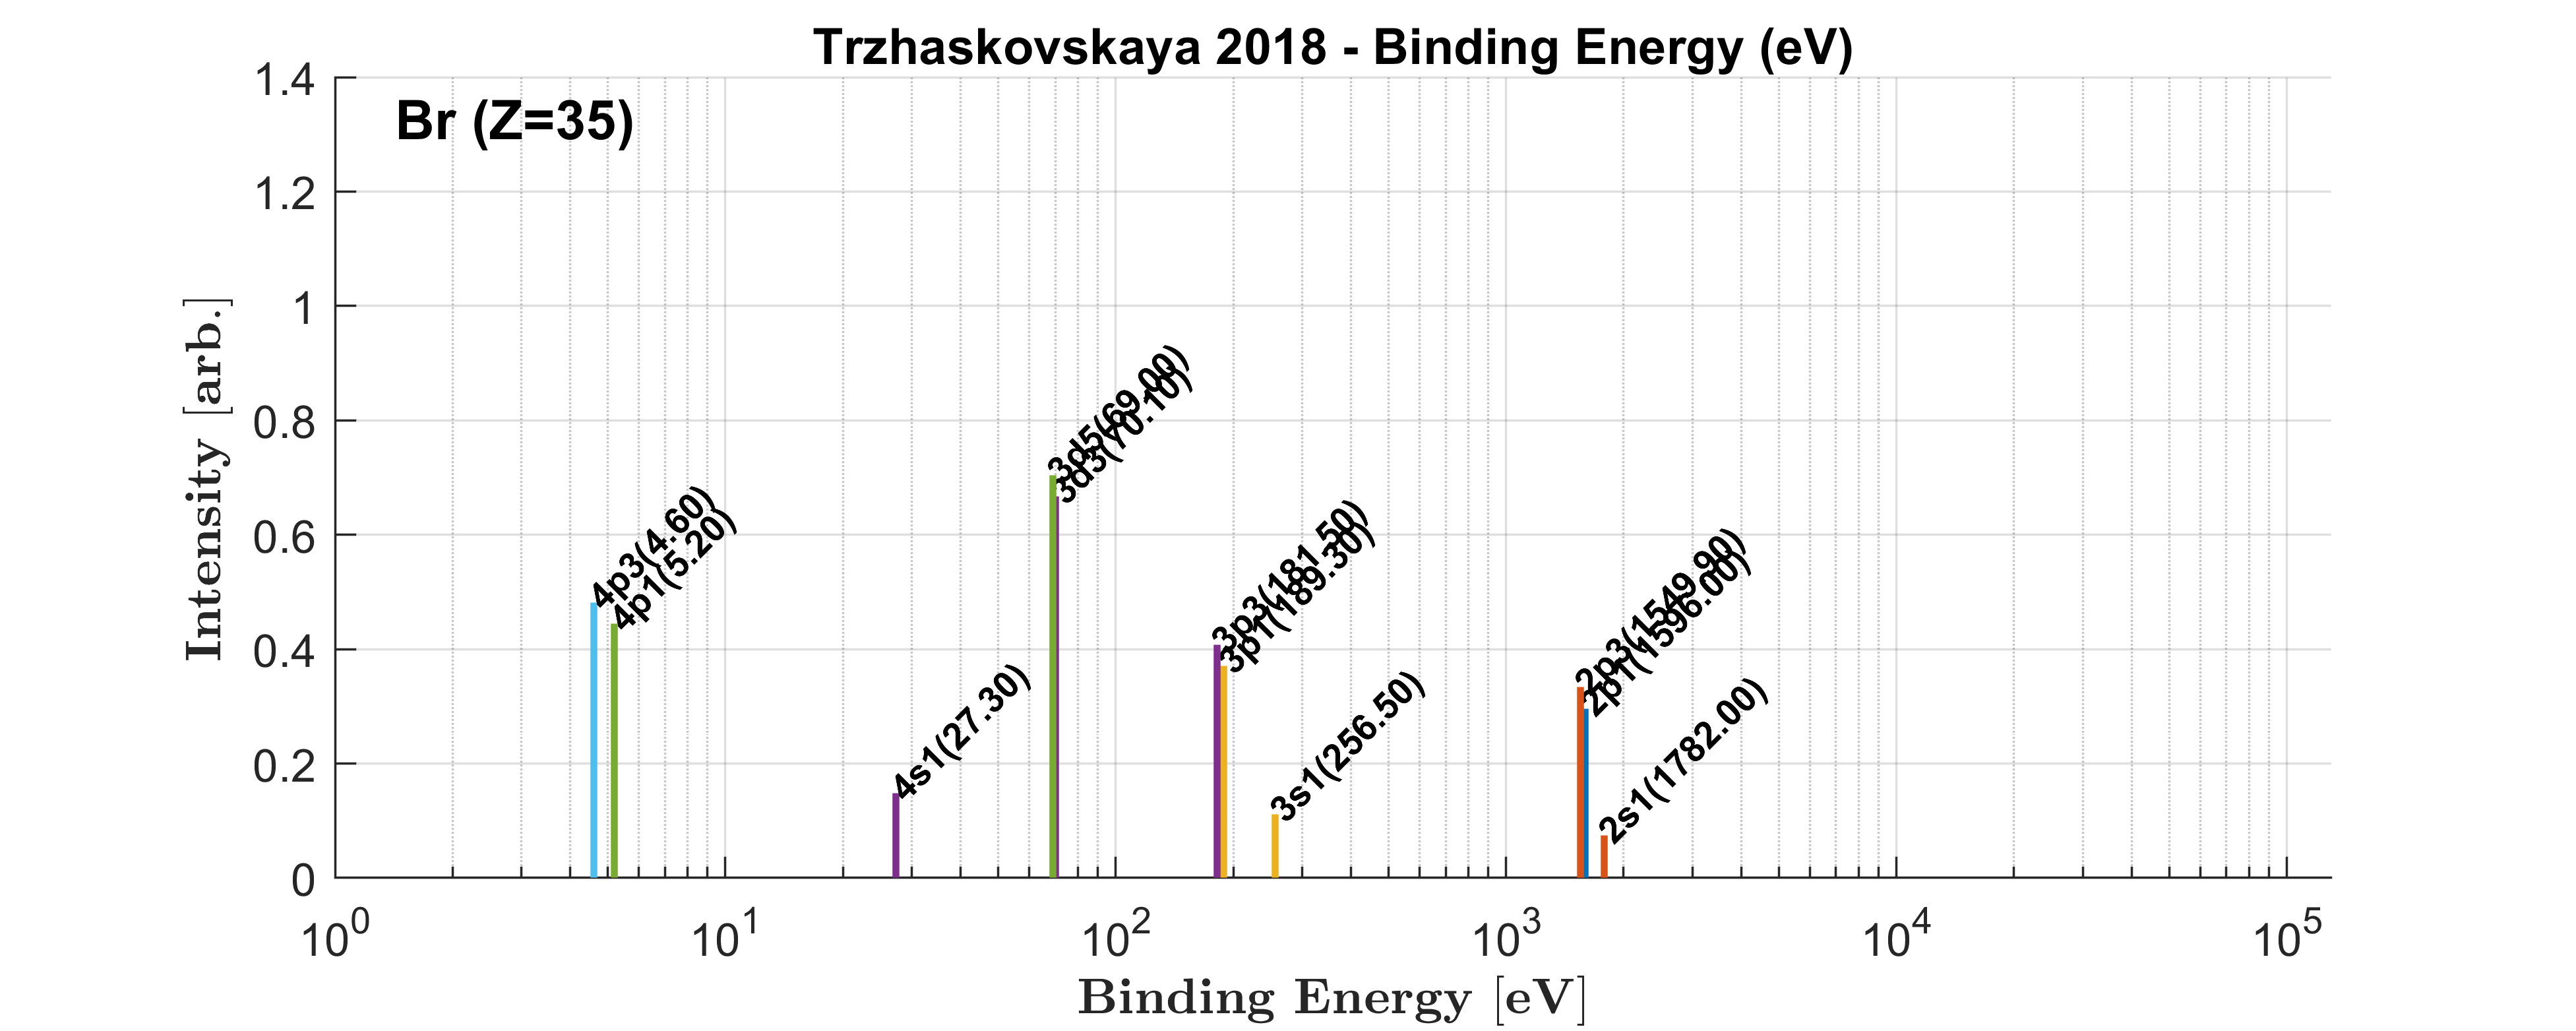 Trzhaskovskaya 2018 - Binding Energy (eV)
Br (Z=35)
Intensity [arb.]
1.4
1.2
1
0.8
0.6
0.4
0.2
0
4p3(4.60)
4p1(5.20)
4s1(27.30)
3d5(69.00)
3d3(70.10)
3p3(181.50)
3p1(189.30)
3s1(256.50)
2p3(1549.90)
2p1(1596.00)
2s1(1782.00)
10^0 10^1 10^2 10^3 10^4 10^5
Binding Energy [eV]